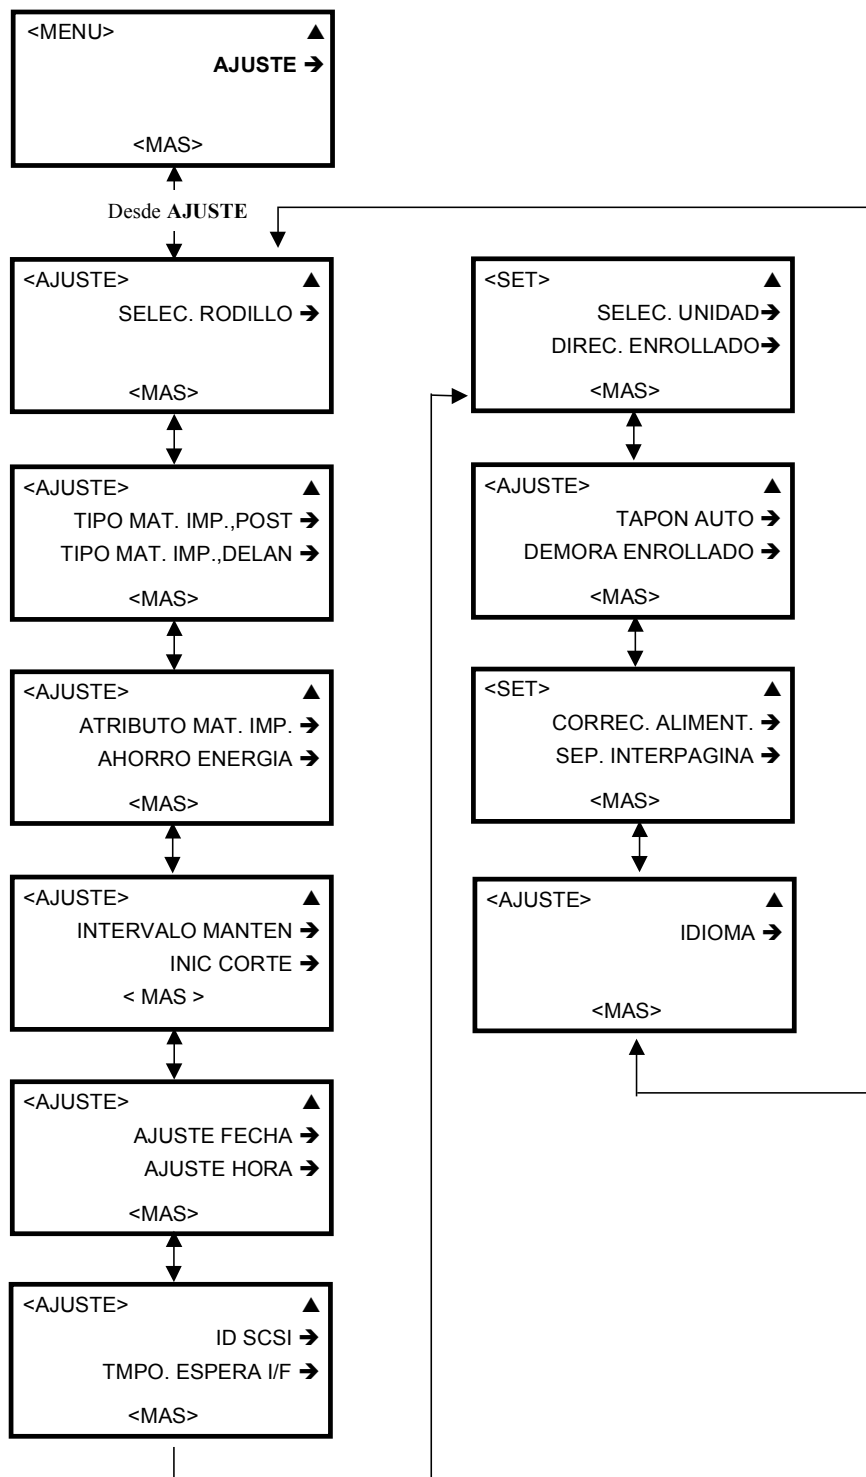 <MENU> ▲
AJUSTE →
<MAS>
Desde AJUSTE
<AJUSTE> ▲
SELEC. RODILLO →
<MAS>
<AJUSTE> ▲
TIPO MAT. IMP.,POST →
TIPO MAT. IMP.,DELAN →
<MAS>
<AJUSTE> ▲
ATRIBUTO MAT. IMP. →
AHORRO ENERGIA →
<MAS>
<AJUSTE> ▲
INTERVALO MANTEN →
INIC CORTE →
< MAS >
<AJUSTE> ▲
AJUSTE FECHA →
AJUSTE HORA →
<MAS>
<AJUSTE> ▲
ID SCSI →
TMPO. ESPERA I/F →
<MAS>
<SET> ▲
SELEC. UNIDAD→
DIREC. ENROLLADO→
<MAS>
<AJUSTE> ▲
TAPON AUTO →
DEMORA ENROLLADO →
<MAS>
<SET> ▲
CORREC. ALIMENT. →
SEP. INTERPAGINA →
<MAS>
<AJUSTE> ▲
IDIOMA →
<MAS>